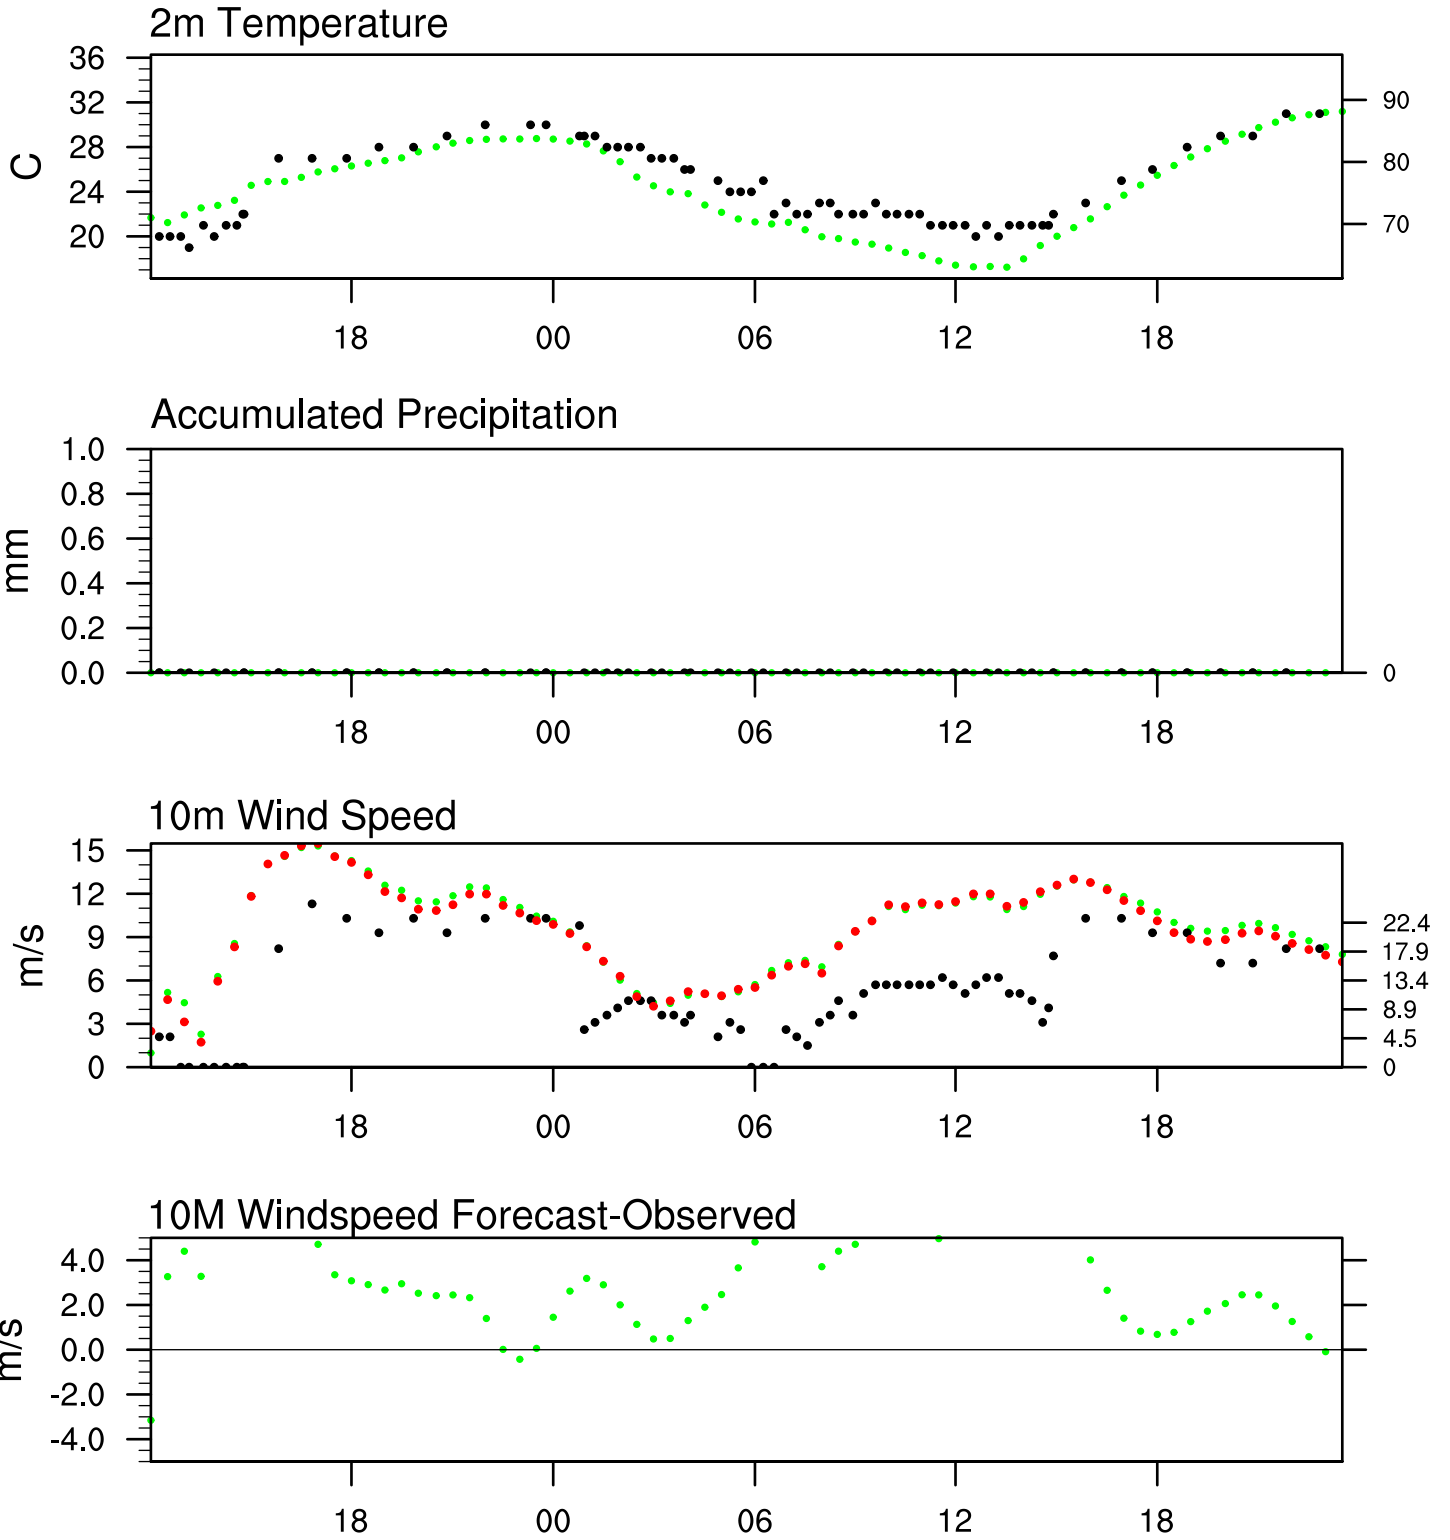 2m Temperature
36
32
28
24
20
C
90
80
70
18 00 06 12 18
Accumulated Precipitation
1.0
0.8
0.6
0.4
0.2
0.0
mm
0
18 00 06 12 18
10m Wind Speed
15
12
9
6
3
0
m/s
22.4
17.9
13.4
8.9
4.5
0
18 00 06 12 18
10M Windspeed Forecast-Observed
4.0
2.0
0.0
-2.0
-4.0
m/s
18 00 06 12 18